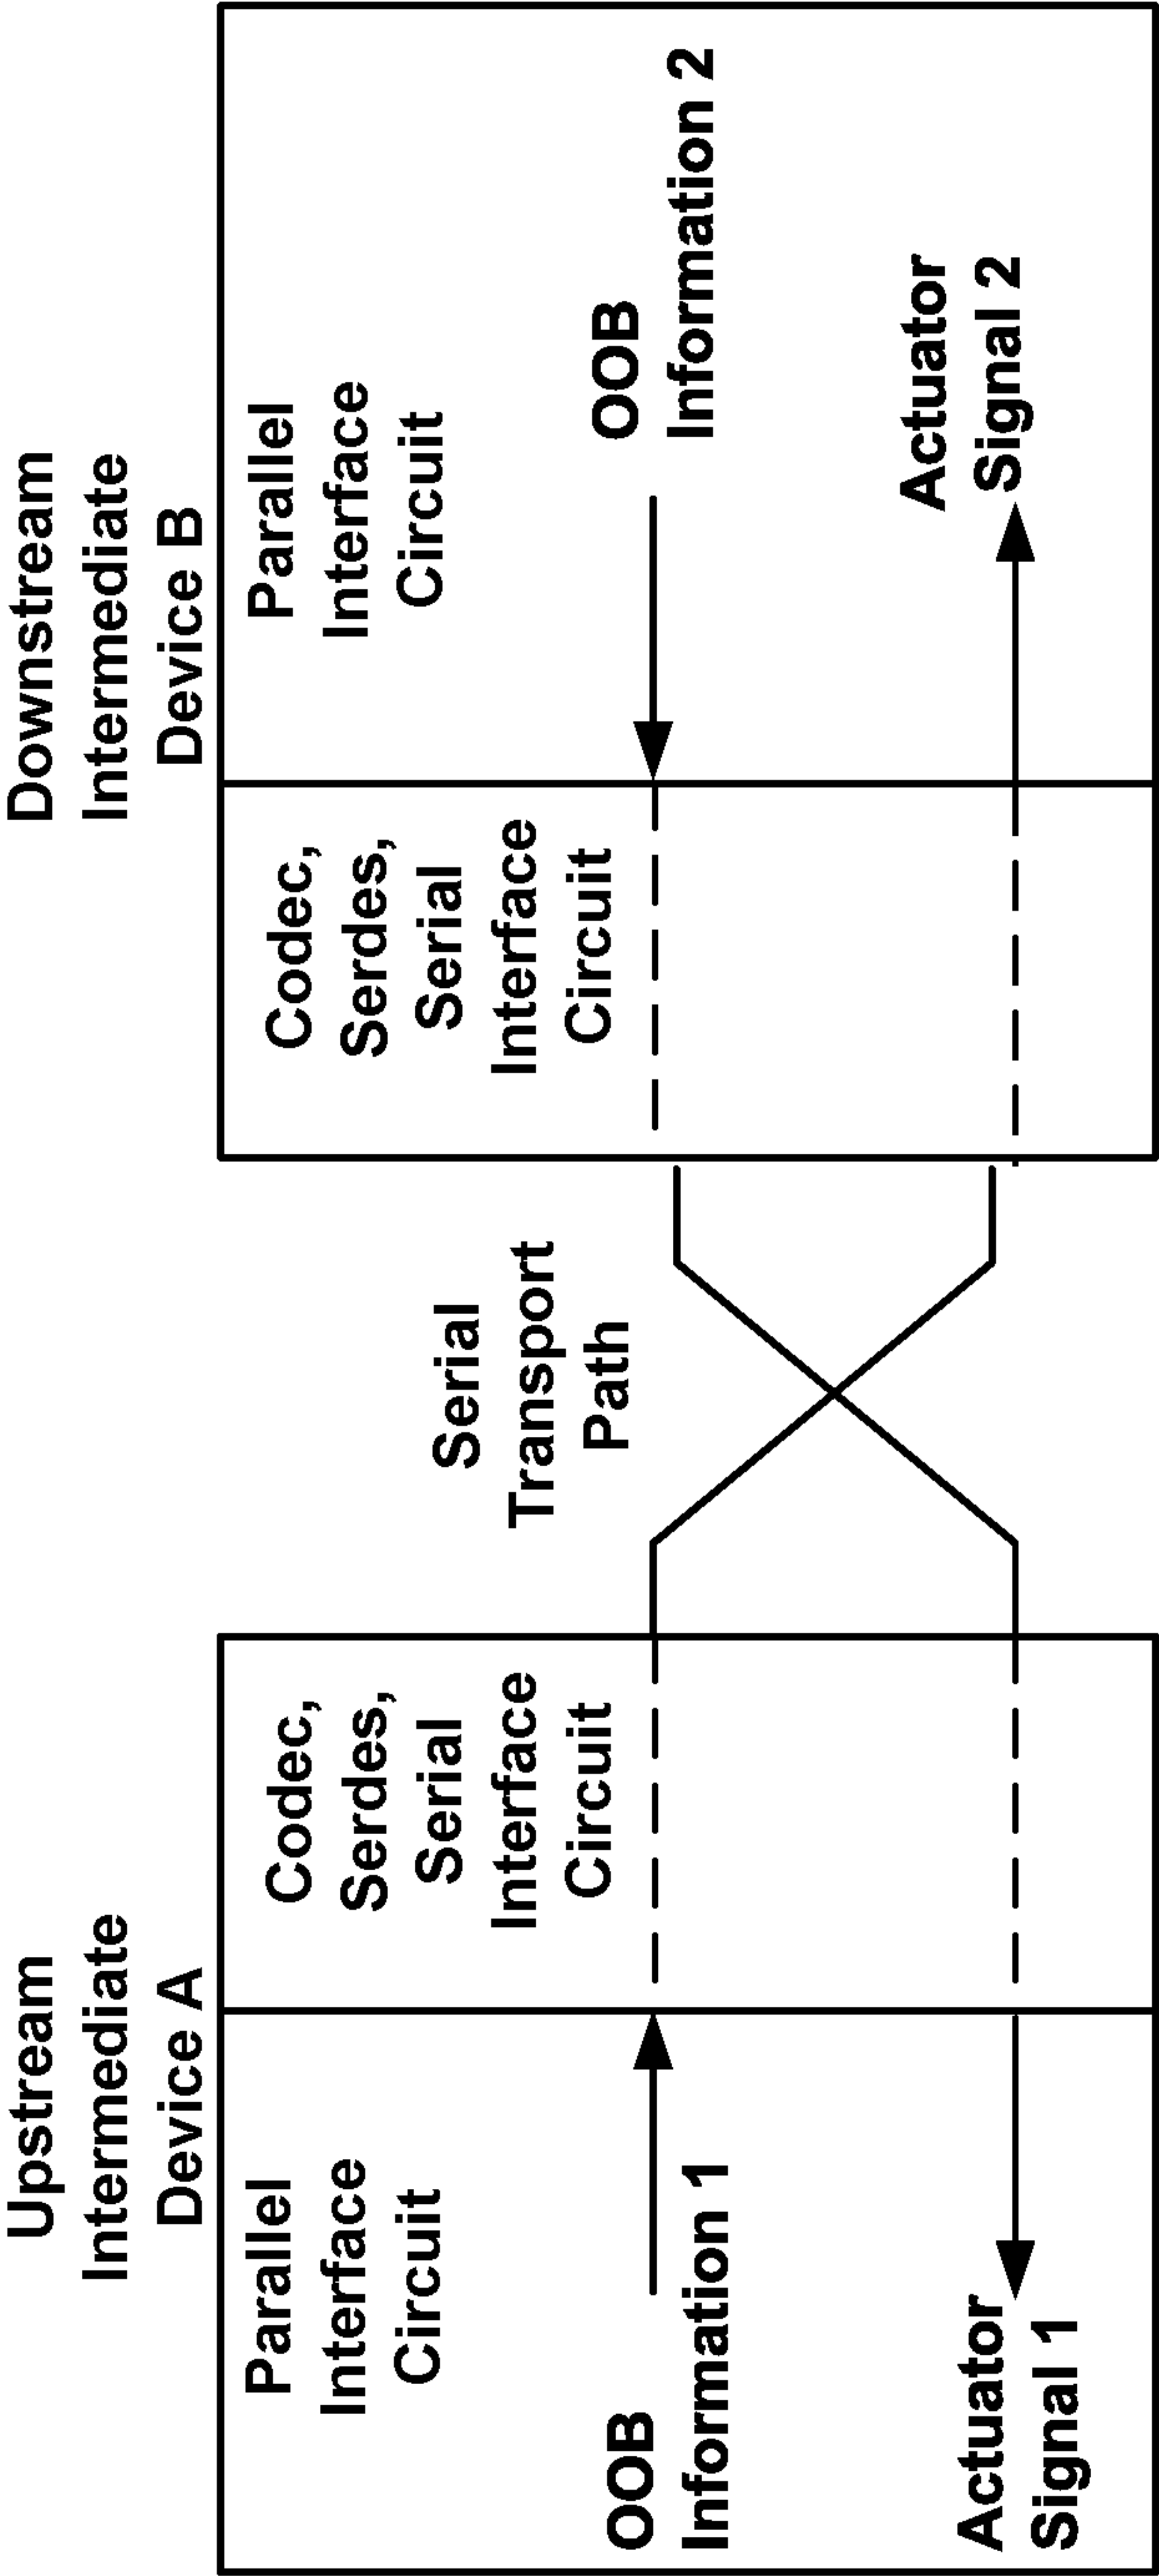 Upstream
Intermediate
Device A
Parallel
Interface
Circuit
OOB
Information 1
Actuator
Signal 1
Codec,
Serdes,
Serial
Interface
Circuit
Serial
Transport
Path
Downstream
Intermediate
Device B
Codec,
Serdes,
Serial
Interface
Circuit
Parallel
Interface
Circuit
OOB
Information 2
Actuator
Signal 2